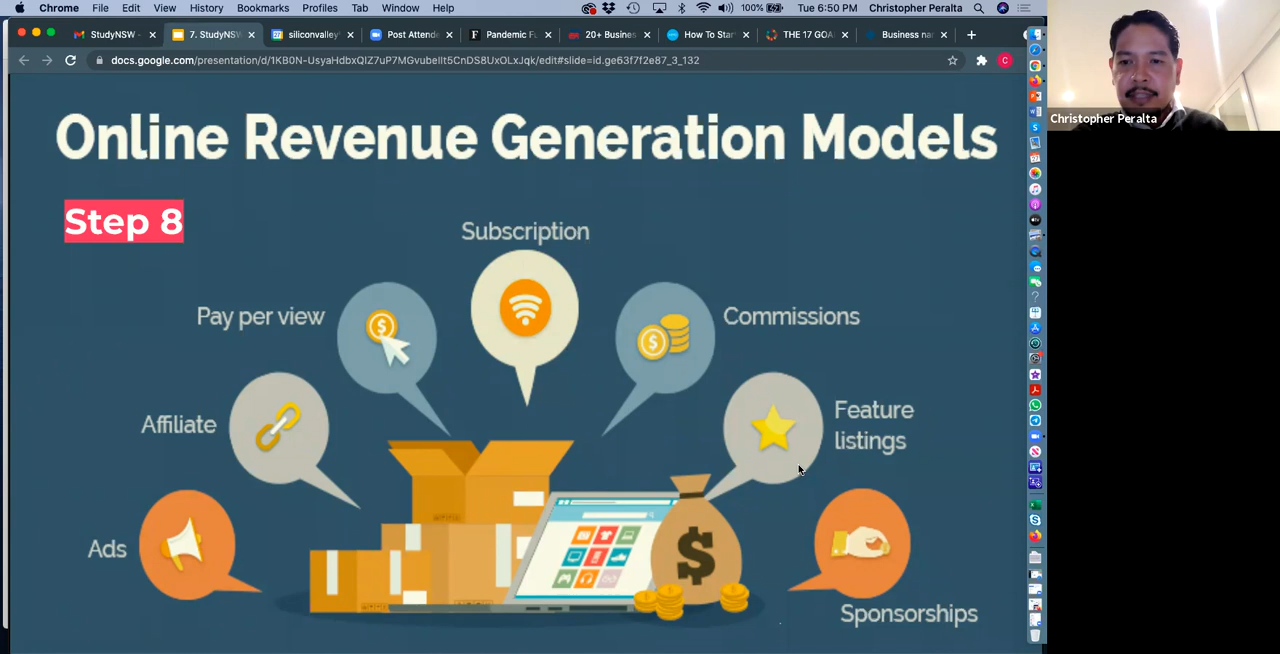 Chrome File Edit View History Bookmarks Profiles Tab Window Help 100% Tue 6:50 PM Christopher Peralta
StudyNSW - 7. StudyNSW siliconvalley Post Attende Pandemic Fu 20+ Busines How To Star THE 17 GOA Business nar
docs.google.com/presentation/d/1KB0N-UsyaHdbxQIZ7uP7MGvubeIIt5CnDS8UxOLxJqk/edit#slide=id.ge63f7f2e87_3_132
C
Christopher Peralta
Online Revenue Generation Models
Step 8
Subscription
Pay per view
Commissions
Affiliate
Feature
listings
Ads
Sponsorships